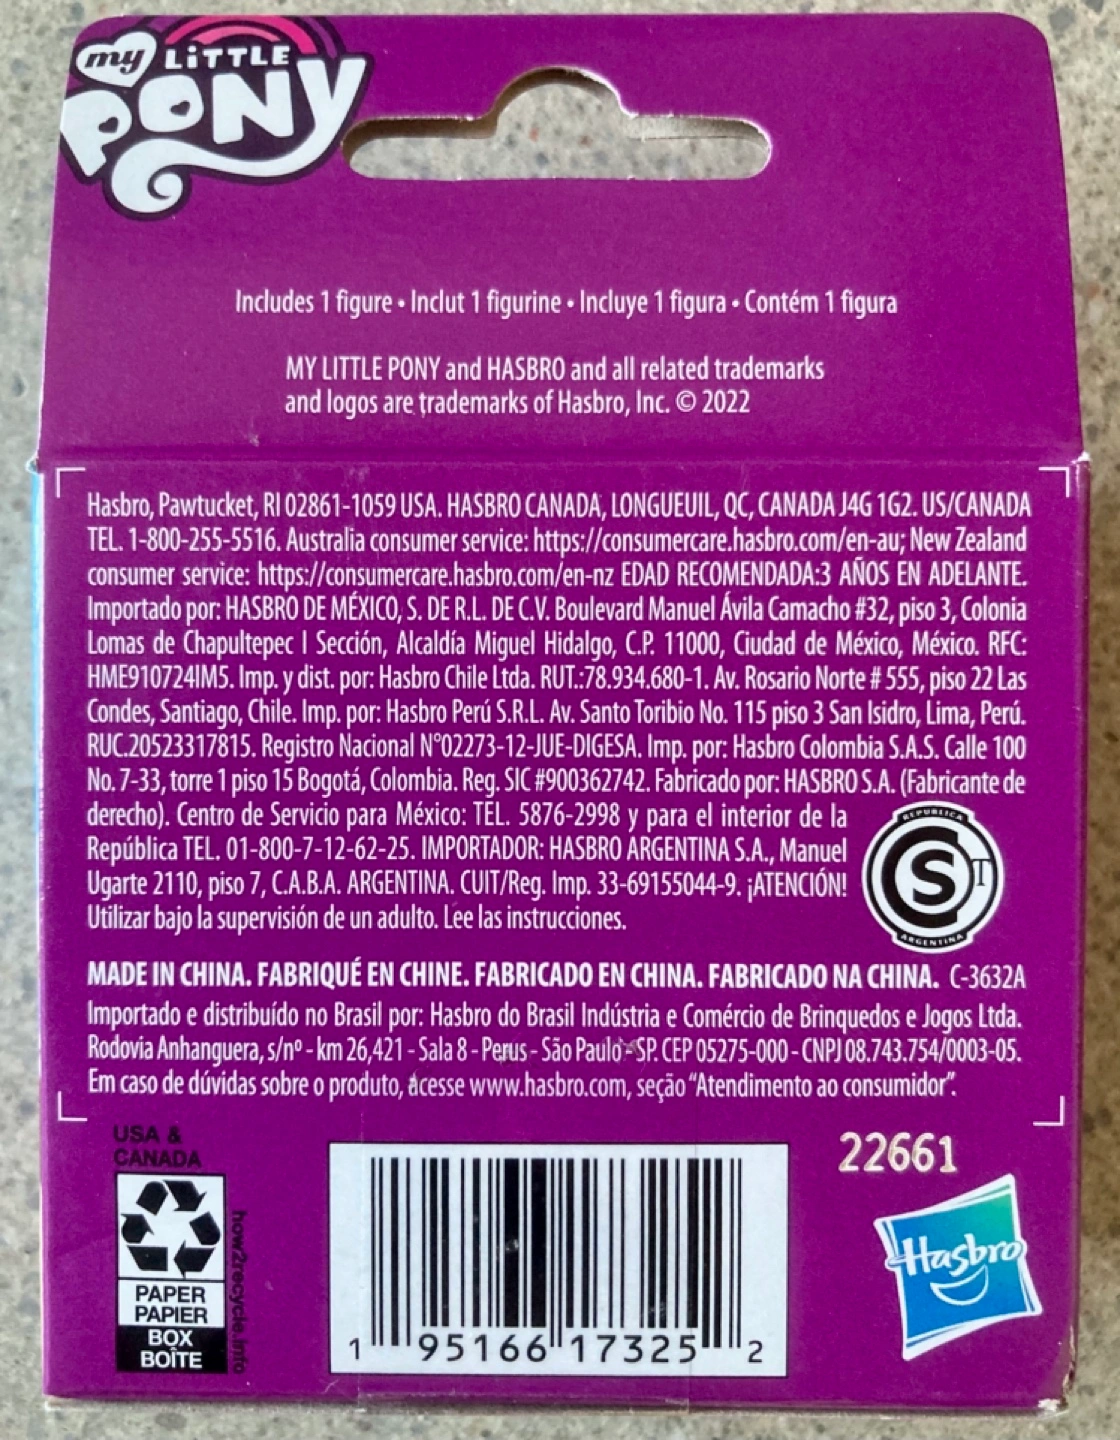 my LiTTLE
PONY
Includes 1 figure • Inclut 1 figurine • Incluye 1 figura • Contém 1 figura
MY LITTLE PONY and HASBRO and all related trademarks
and logos are trademarks of Hasbro, Inc. © 2022
Hasbro, Pawtucket, RI 02861-1059 USA. HASBRO CANADA, LONGUEUIL, QC, CANADA J4G 1G2. US/CANADA
TEL. 1-800-255-5516. Australia consumer service: https://consumercare.hasbro.com/en-au; New Zealand
consumer service: https://consumercare.hasbro.com/en-nz EDAD RECOMENDADA:3 AÑOS EN ADELANTE.
Importado por: HASBRO DE MÉXICO, S. DE R.L. DE C.V. Boulevard Manuel Ávila Camacho #32, piso 3, Colonia
Lomas de Chapultepec I Sección, Alcaldía Miguel Hidalgo, C.P. 11000, Ciudad de México, México. RFC:
HME910724IM5. Imp. y dist. por: Hasbro Chile Ltda. RUT.:78.934.680-1. Av. Rosario Norte # 555, piso 22 Las
Condes, Santiago, Chile. Imp. por: Hasbro Perú S.R.L. Av. Santo Toribio No. 115 piso 3 San Isidro, Lima, Perú.
RUC.20523317815. Registro Nacional N°02273-12-JUE-DIGESA. Imp. por: Hasbro Colombia S.A.S. Calle 100
No. 7-33, torre 1 piso 15 Bogotá, Colombia. Reg. SIC #900362742. Fabricado por: HASBRO S.A. (Fabricante de
derecho). Centro de Servicio para México: TEL. 5876-2998 y para el interior de la
República TEL. 01-800-7-12-62-25. IMPORTADOR: HASBRO ARGENTINA S.A., Manuel
Ugarte 2110, piso 7, C.A.B.A. ARGENTINA. CUIT/Reg. Imp. 33-69155044-9. ¡ATENCIÓN!
Utilizar bajo la supervisión de un adulto. Lee las instrucciones.
REPUBLICA
S T
ARGENTINA
MADE IN CHINA. FABRIQUÉ EN CHINE. FABRICADO EN CHINA. FABRICADO NA CHINA. C-3632A
Importado e distribuído no Brasil por: Hasbro do Brasil Indústria e Comércio de Brinquedos e Jogos Ltda.
Rodovia Anhanguera, s/nº - km 26,421 - Sala 8 - Perus - São Paulo - SP. CEP 05275-000 - CNPJ 08.743.754/0003-05.
Em caso de dúvidas sobre o produto, acesse www.hasbro.com, seção "Atendimento ao consumidor".
USA &
CANADA
PAPER
PAPIER
BOX
BOÎTE
how2recycle.info
1 95166 17325 2
22661
Hasbro